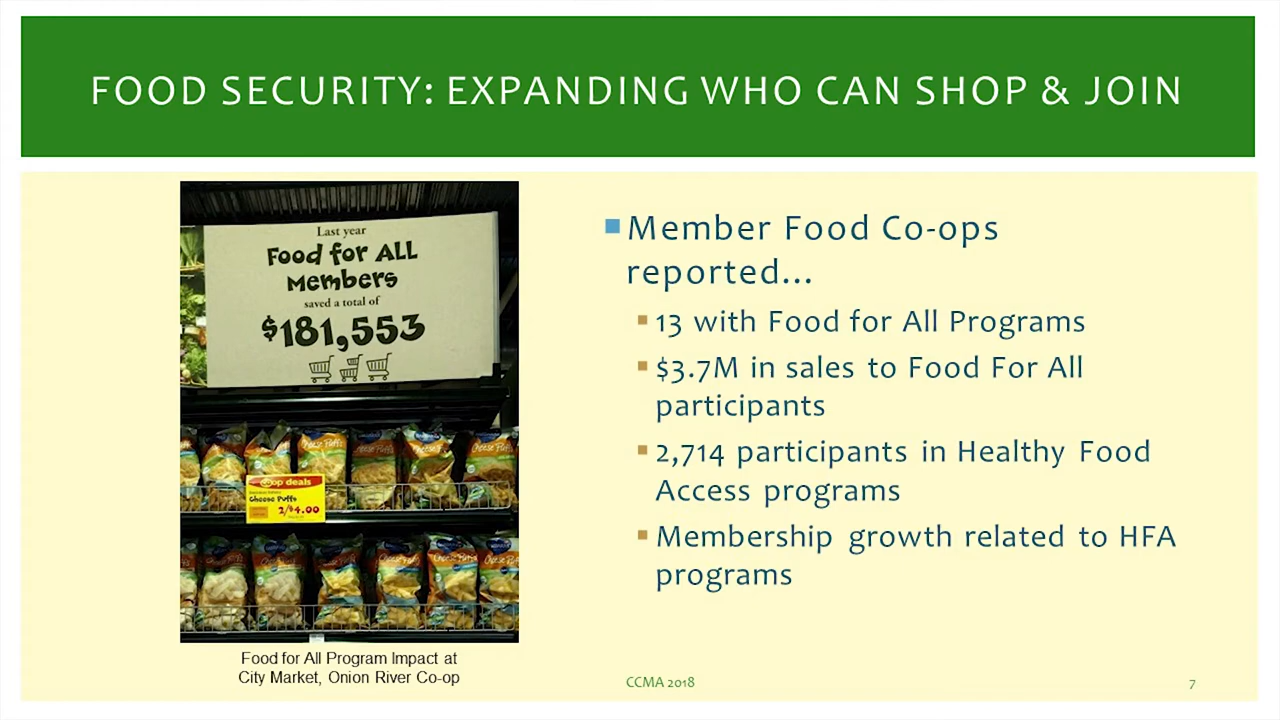 FOOD SECURITY: EXPANDING WHO CAN SHOP & JOIN
Last year
Food for ALL
Members
saved a total of
$181,553
Cheese Puffs
co-op deals
Cheese Puffs
2/$4.00
Food for All Program Impact at
City Market, Onion River Co-op
Member Food Co-ops
reported...
13 with Food for All Programs
$3.7M in sales to Food For All
participants
2,714 participants in Healthy Food
Access programs
Membership growth related to HFA
programs
CCMA 2018
7